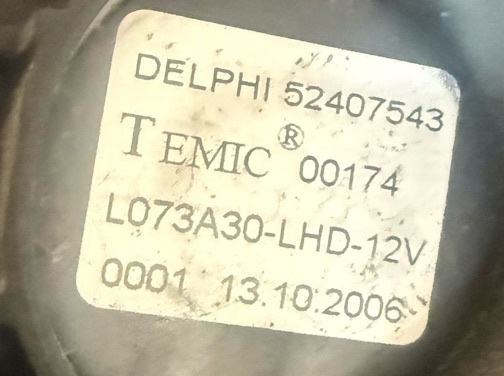 DELPHI 52407543
TEMIC® 00174
L073A30-LHD-12V
0001 13.10.2006